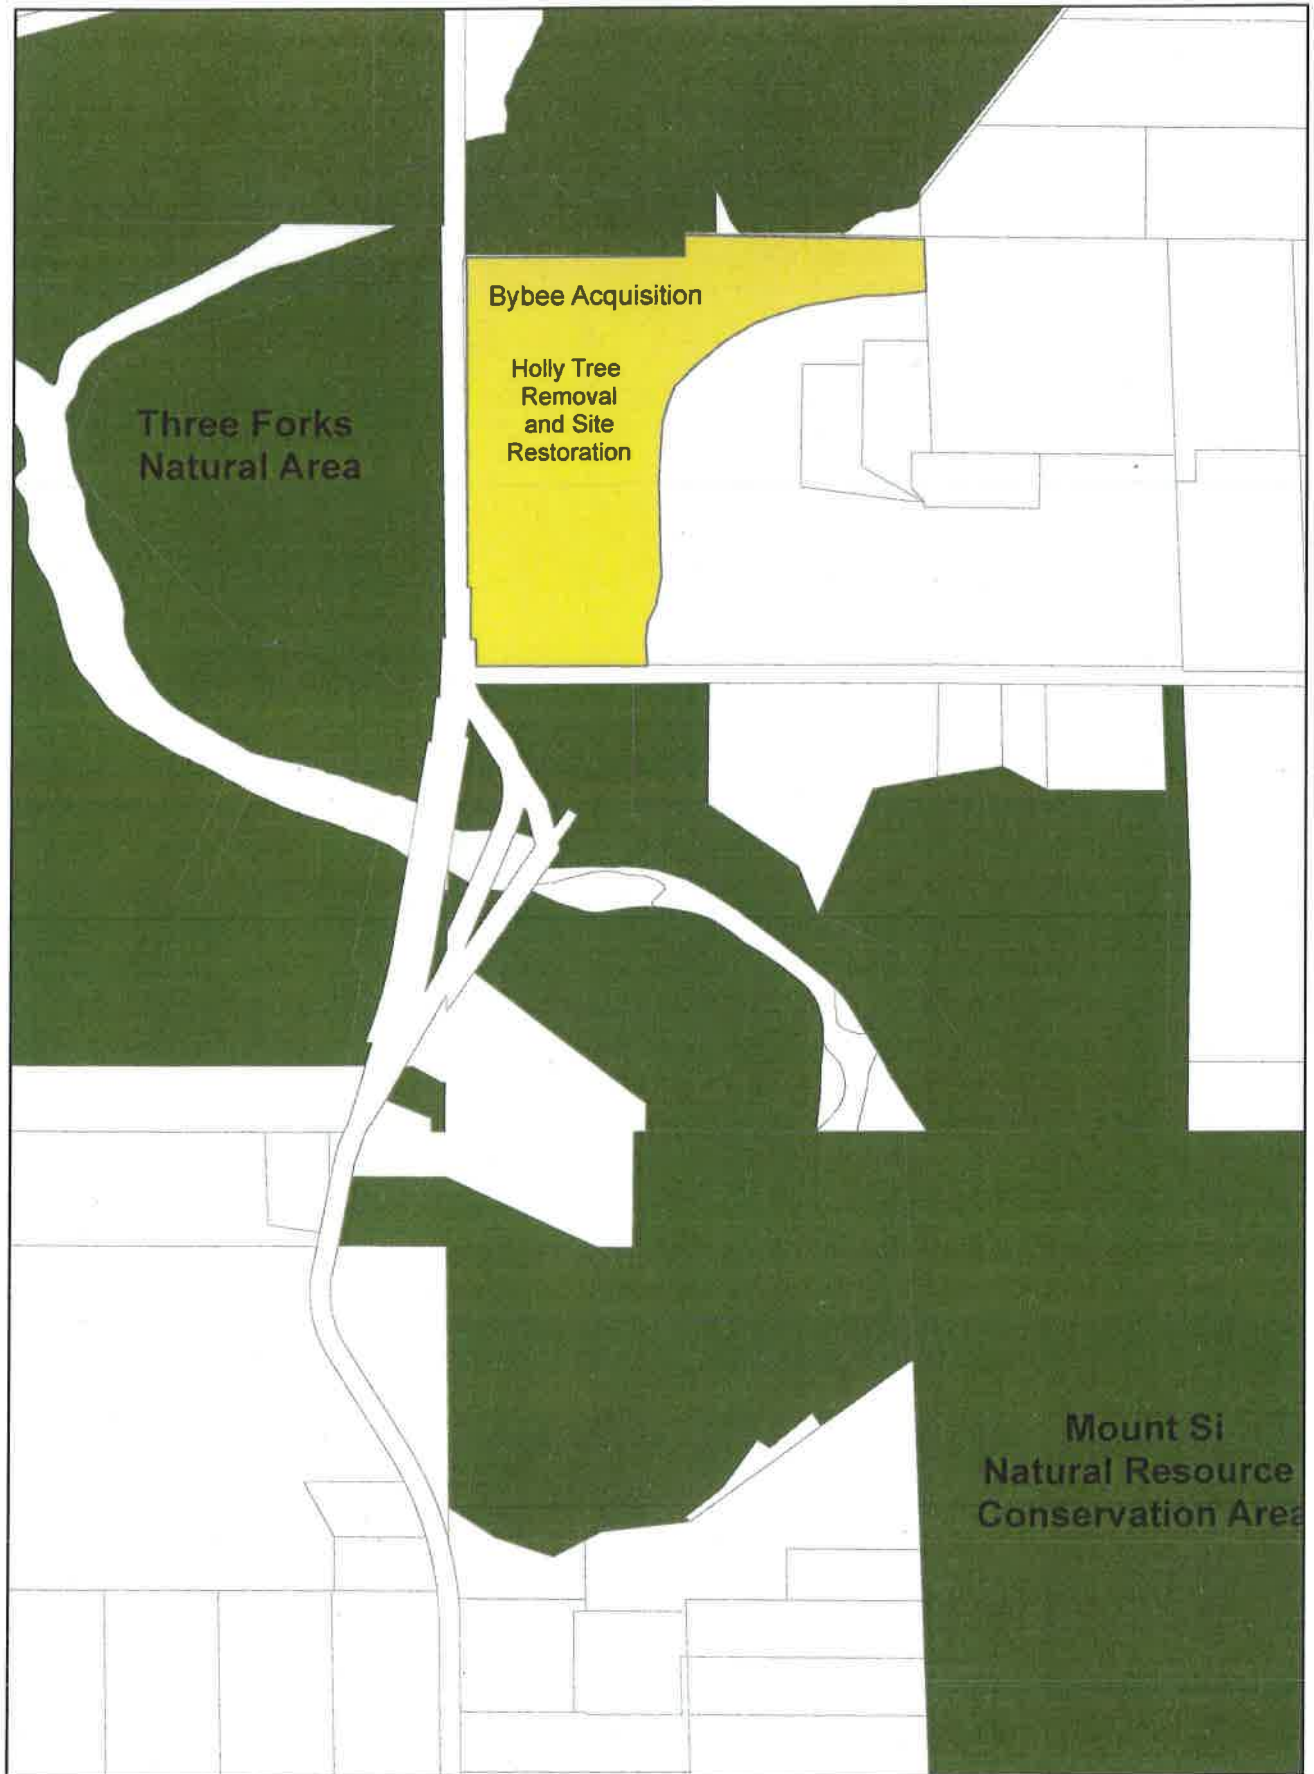 Bybee Acquisition
Holly Tree
Removal
and Site
Restoration
Three Forks
Natural Area
Mount Si
Natural Resource
Conservation Area